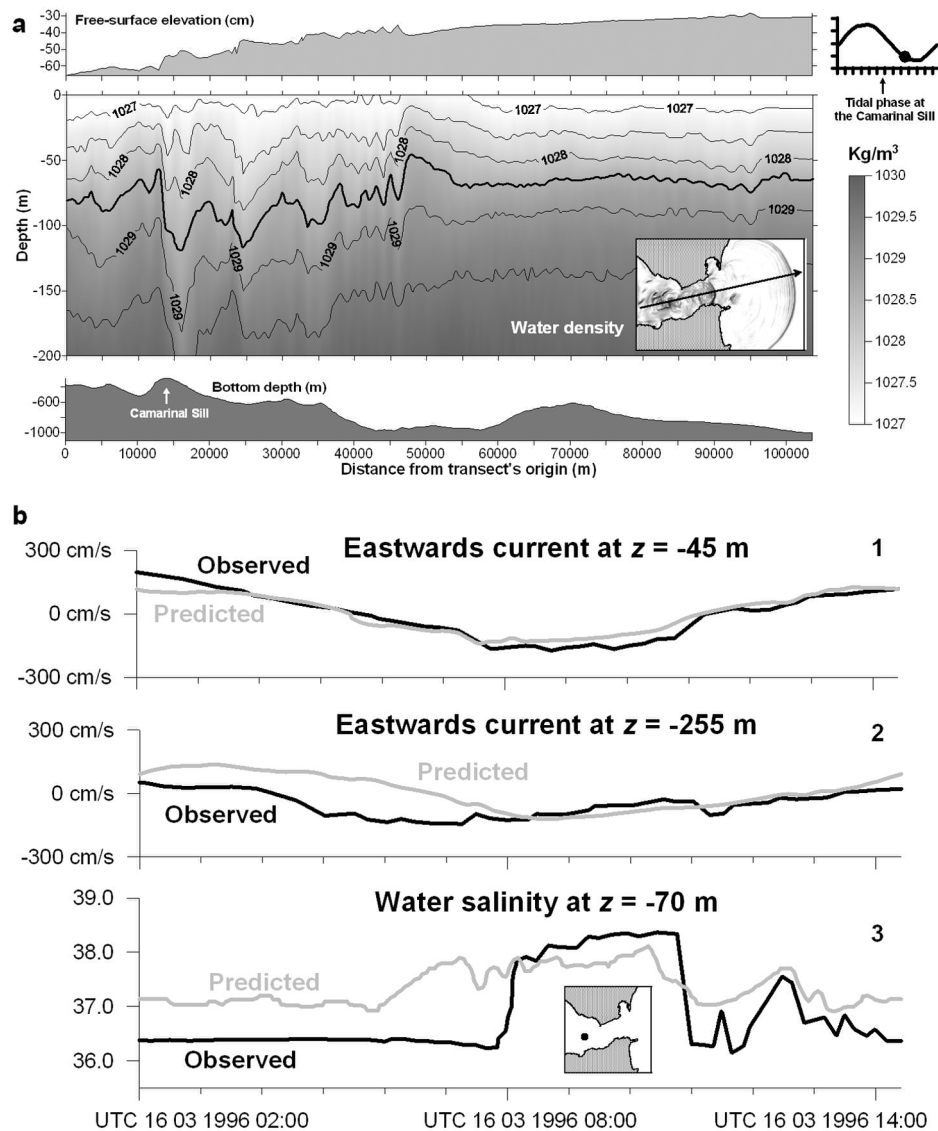 a
Free-surface elevation (cm)
-30
-40
-50
-60
Tidal phase at
the Camarinal Sill
Depth (m)
0
-50
-100
-150
-200
1027
1027
1027
1028
1028
1028
1028
1028
1029
1029
1029
1029
1029
Water density
Kg/m³
1030
1029.5
1029
1028.5
1028
1027.5
1027
Bottom depth (m)
Camarinal Sill
-600
-1000
0 10000 20000 30000 40000 50000 60000 70000 80000 90000 100000
Distance from transect's origin (m)
b
Eastwards current at z = -45 m
1
300 cm/s
0 cm/s
-300 cm/s
Observed
Predicted
Eastwards current at z = -255 m
2
300 cm/s
0 cm/s
-300 cm/s
Predicted
Observed
Water salinity at z = -70 m
3
39.0
38.0
37.0
36.0
Predicted
Observed
UTC 16 03 1996 02:00 UTC 16 03 1996 08:00 UTC 16 03 1996 14:00